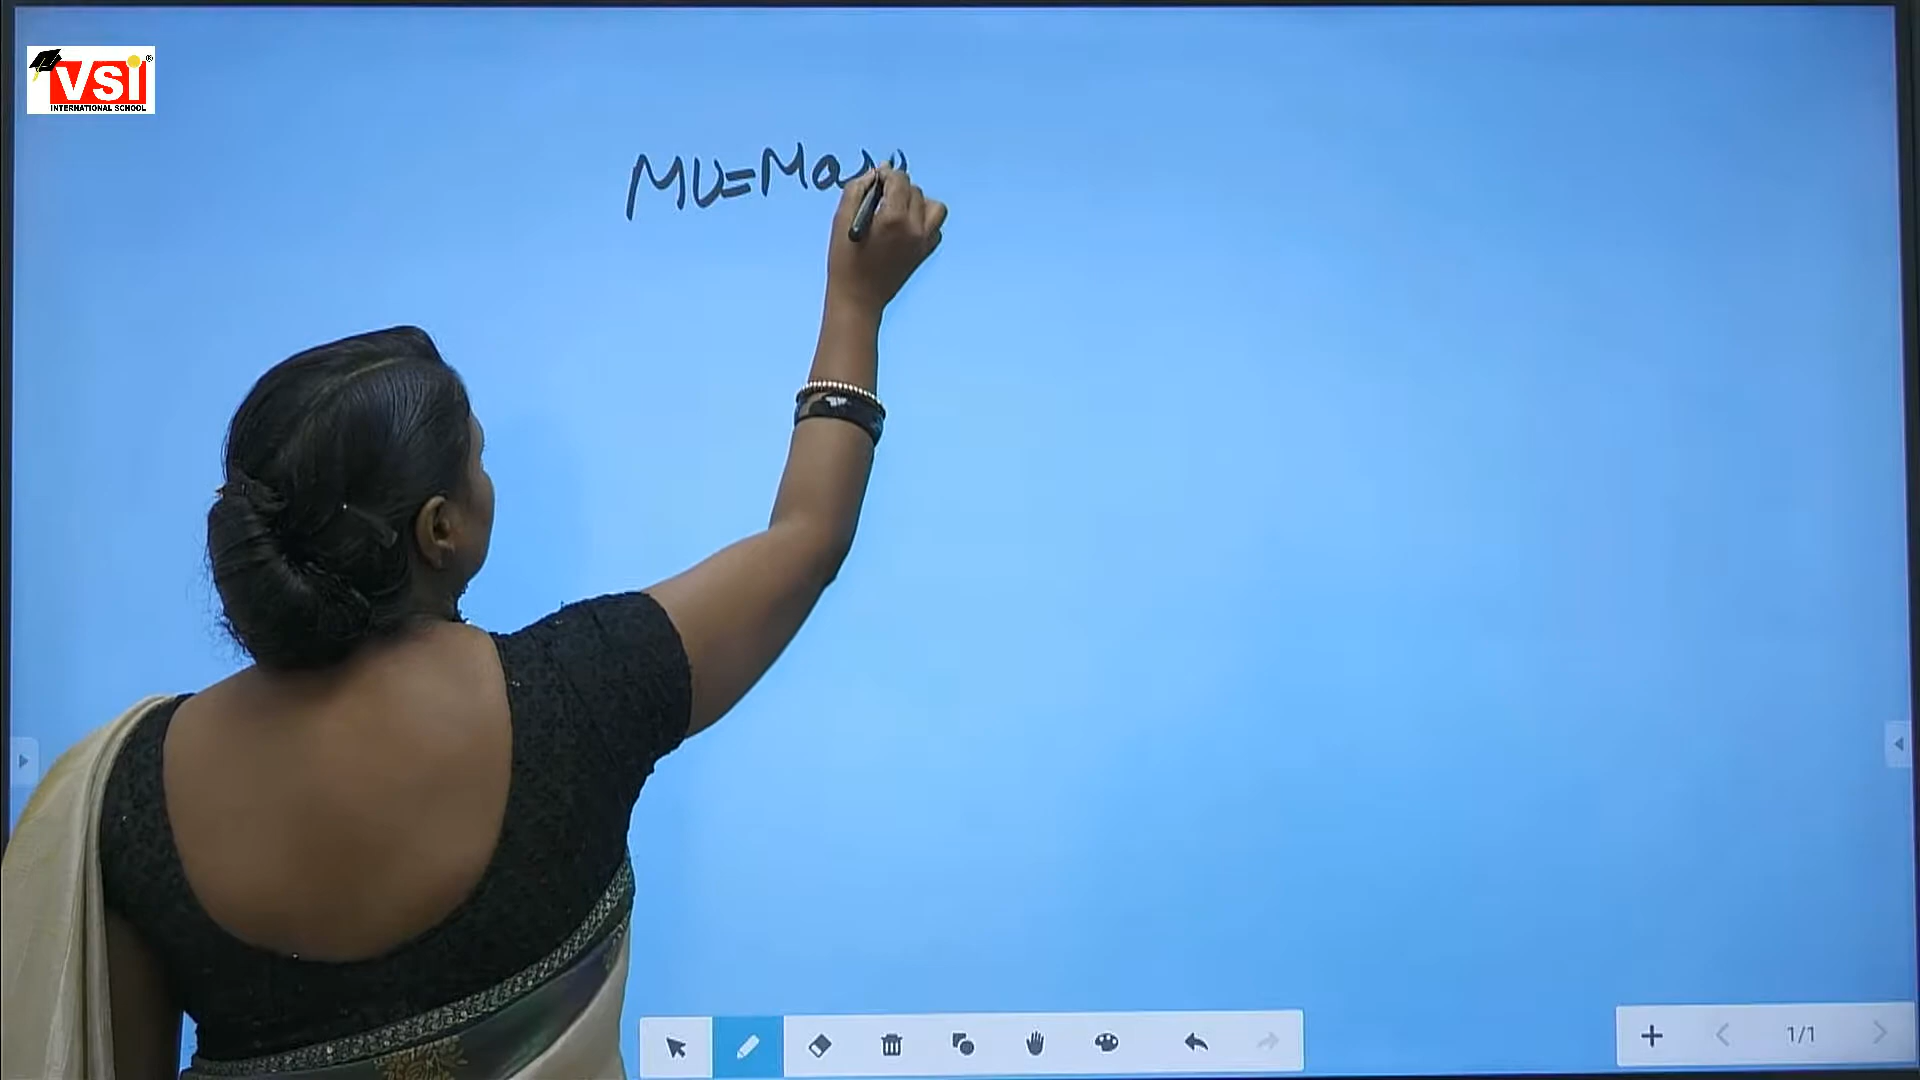 VSI
INTERNATIONAL SCHOOL
MU=Ma
1/1